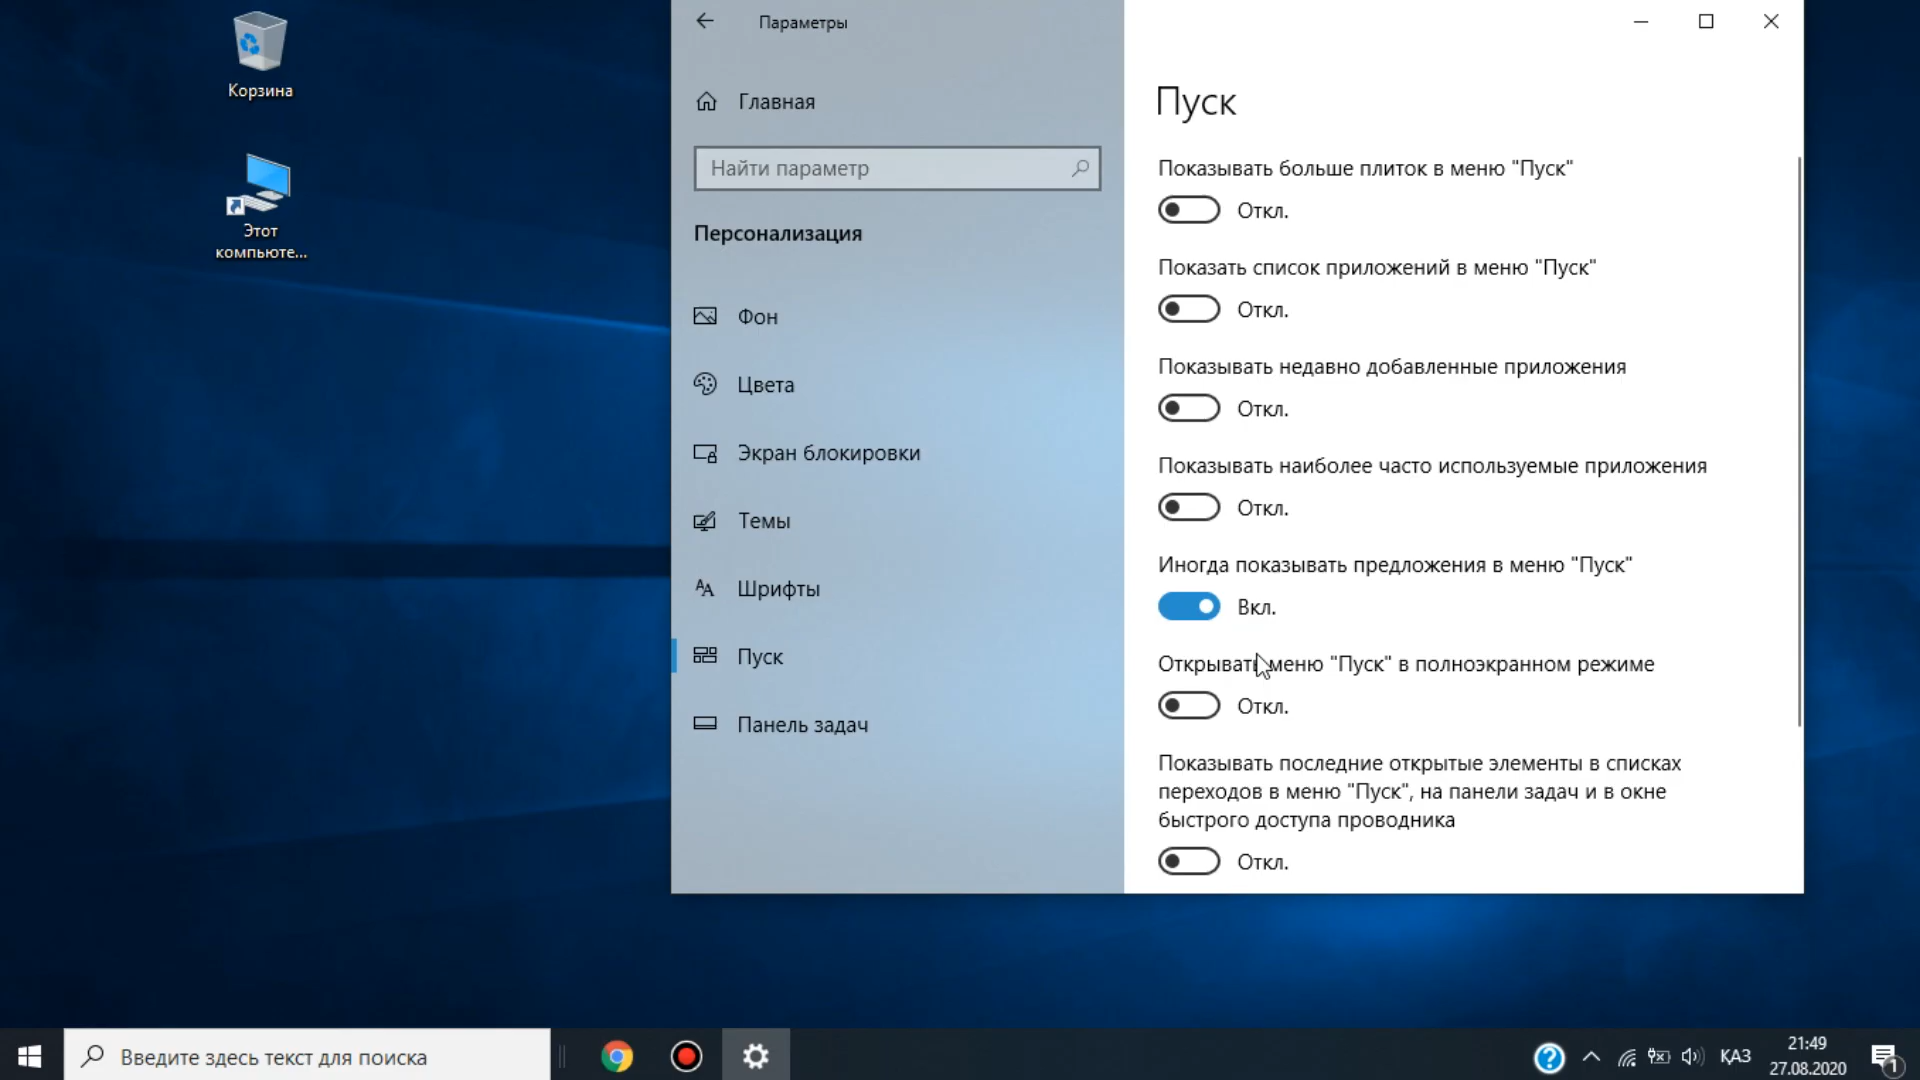 Корзина
Этот
компьюте...
Параметры
Главная
Найти параметр
Персонализация
Фон
Цвета
Экран блокировки
Темы
Шрифты
Пуск
Панель задач
Пуск
Показывать больше плиток в меню "Пуск"
Откл.
Показать список приложений в меню "Пуск"
Откл.
Показывать недавно добавленные приложения
Откл.
Показывать наиболее часто используемые приложения
Откл.
Иногда показывать предложения в меню "Пуск"
Вкл.
Открывать меню "Пуск" в полноэкранном режиме
Откл.
Показывать последние открытые элементы в списках
переходов в меню "Пуск", на панели задач и в окне
быстрого доступа проводника
Откл.
Введите здесь текст для поиска
ҚАЗ
21:49
27.08.2020
1